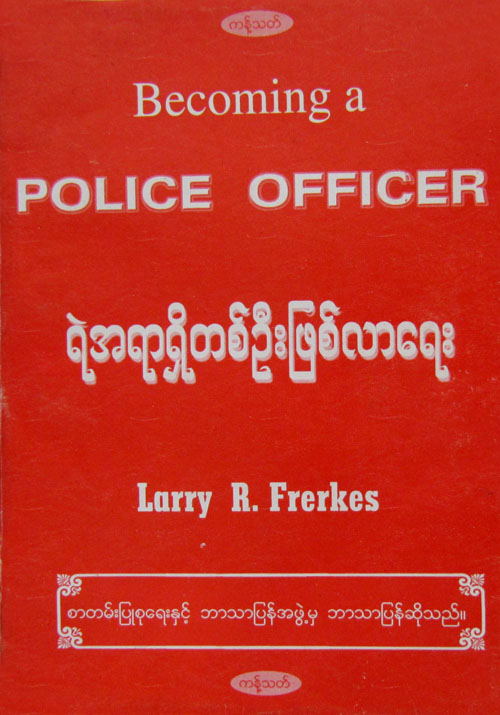 ကန့်သတ်
Becoming a
POLICE OFFICER
ရဲအရာရှိတစ်ဦးဖြစ်လာရေး
Larry R. Frerkes
စာတမ်းပြုစုရေးနှင့် ဘာသာပြန်အဖွဲ့မှ ဘာသာပြန်ဆိုသည်။
ကန့်သတ်